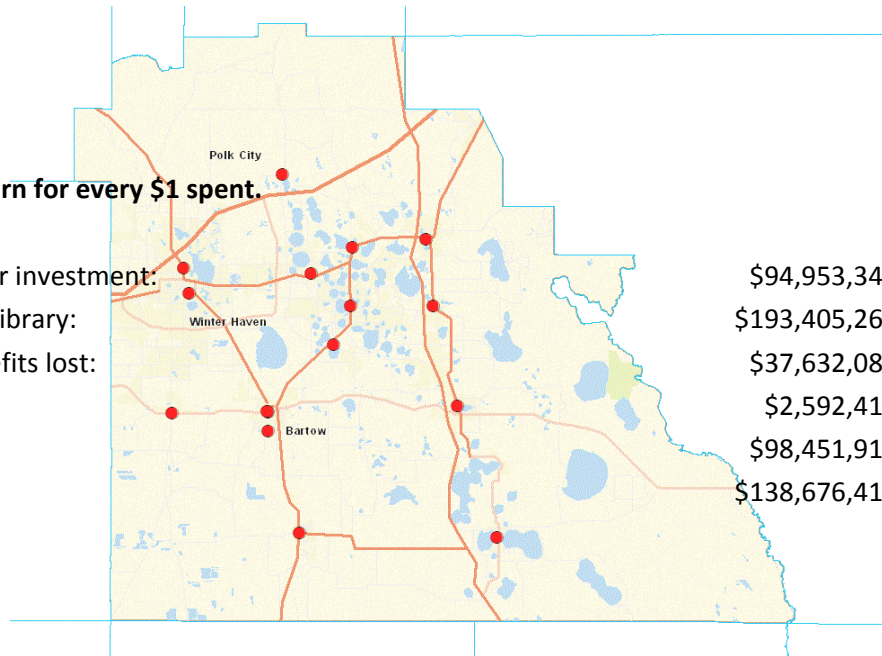 Polk City
rn for every $1 spent.
r investment: $94,953,34
ibrary: $193,405,26
Winter Haven
fits lost: $37,632,08
$2,592,41
Bartow
$98,451,91
$138,676,41